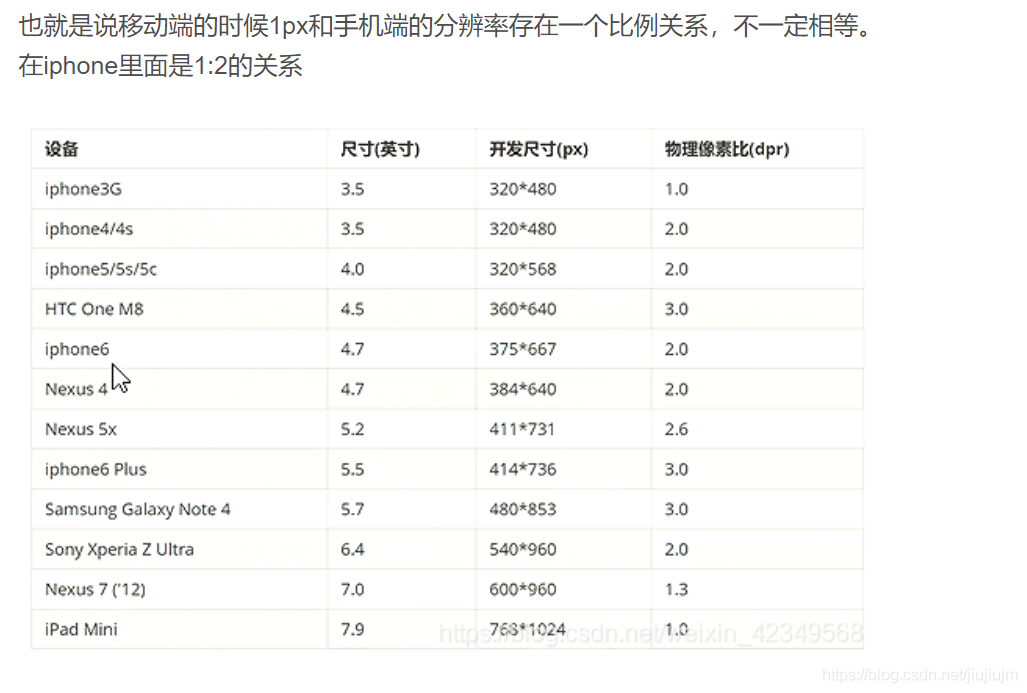 也就是说移动端的时候1px和手机端的分辨率存在一个比例关系，不一定相等。
在iphone里面是1:2的关系
设备 尺寸(英寸) 开发尺寸(px) 物理像素比(dpr)
iphone3G 3.5 320*480 1.0
iphone4/4s 3.5 320*480 2.0
iphone5/5s/5c 4.0 320*568 2.0
HTC One M8 4.5 360*640 3.0
iphone6 4.7 375*667 2.0
Nexus 4 4.7 384*640 2.0
Nexus 5x 5.2 411*731 2.6
iphone6 Plus 5.5 414*736 3.0
Samsung Galaxy Note 4 5.7 480*853 3.0
Sony Xperia Z Ultra 6.4 540*960 2.0
Nexus 7 ('12) 7.0 600*960 1.3
iPad Mini 7.9 768*1024 1.0
https://blog.csdn.net/weixin_42349568
https://blog.csdn.net/jiujiujm